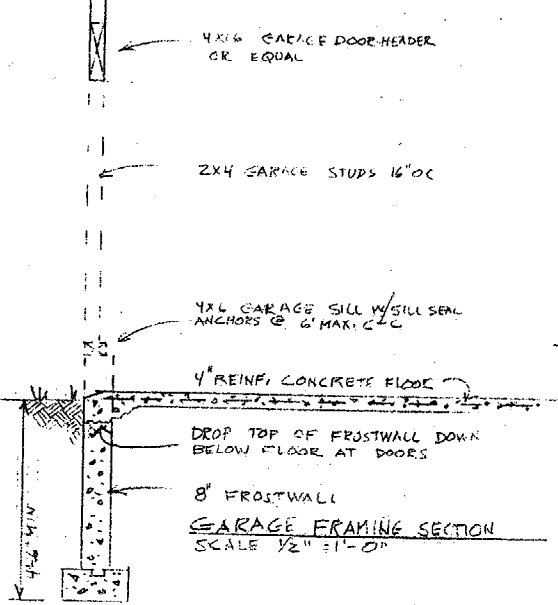 4X16 GARAGE DOOR HEADER
OR EQUAL
2X4 GARAGE STUDS 16" OC
4X6 GARAGE SILL W/SILL SEAL
ANCHORS @ 6' MAX. C-C
4" REINF. CONCRETE FLOOR
DROP TOP OF FROSTWALL DOWN
BELOW FLOOR AT DOORS
8" FROSTWALL
4'-6" MIN
GARAGE FRAMING SECTION
SCALE 1/2" = 1'-0"